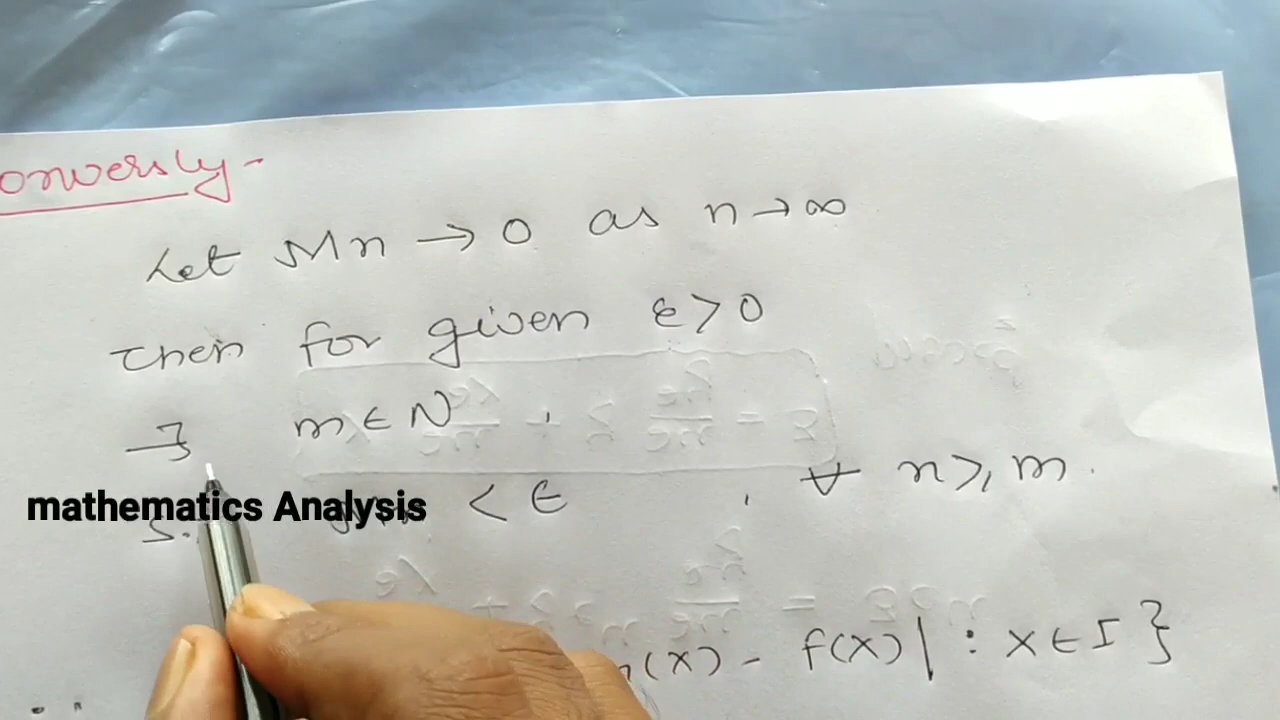 onversly -
Let Mn → 0 as n → ∞
Then for given ε > 0
∃ m ∈ N ,
mathematics Analysis
< ∈ , ∀ n ≥ m .
(x) - f(x) | : x ∈ I }